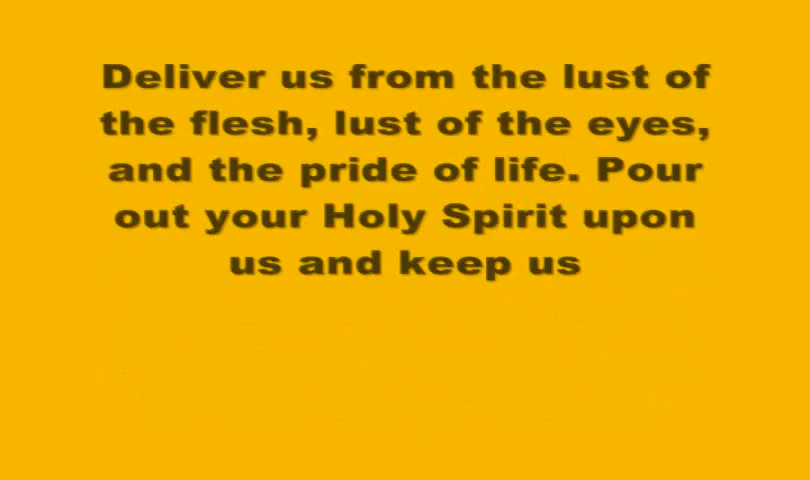 Deliver us from the lust of
the flesh, lust of the eyes,
and the pride of life. Pour
out your Holy Spirit upon
us and keep us